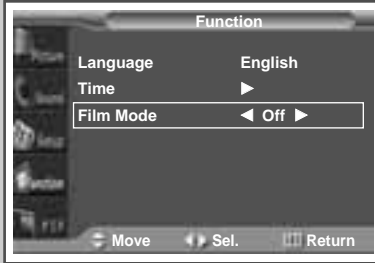 Function
Language English
Time ▶
Film Mode ◀ Off ▶
Move Sel. Return